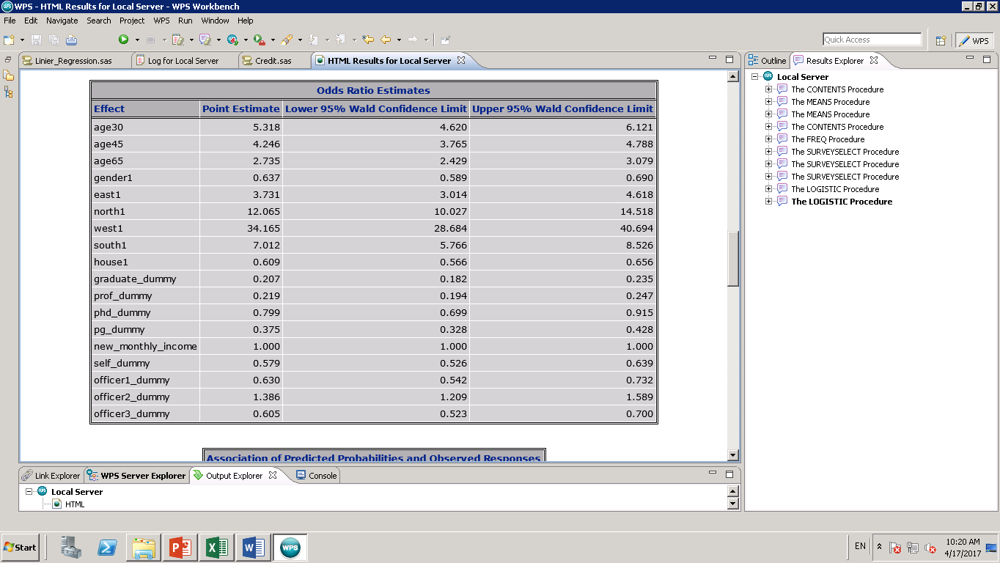 WPS - HTML Results for Local Server - WPS Workbench
File Edit Navigate Search Project WPS Run Window Help
Quick Access
WPS
Linier_Regression.sas Log for Local Server Credit.sas HTML Results for Local Server
Outline Results Explorer
Odds Ratio Estimates
Effect Point Estimate Lower 95% Wald Confidence Limit Upper 95% Wald Confidence Limit
age30 5.318 4.620 6.121
age45 4.246 3.765 4.788
age65 2.735 2.429 3.079
gender1 0.637 0.589 0.690
east1 3.731 3.014 4.618
north1 12.065 10.027 14.518
west1 34.165 28.684 40.694
south1 7.012 5.766 8.526
house1 0.609 0.566 0.656
graduate_dummy 0.207 0.182 0.235
prof_dummy 0.219 0.194 0.247
phd_dummy 0.799 0.699 0.915
pg_dummy 0.375 0.328 0.428
new_monthly_income 1.000 1.000 1.000
self_dummy 0.579 0.526 0.639
officer1_dummy 0.630 0.542 0.732
officer2_dummy 1.386 1.209 1.589
officer3_dummy 0.605 0.523 0.700
Association of Predicted Probabilities and Observed Responses
Local Server
The CONTENTS Procedure
The MEANS Procedure
The MEANS Procedure
The CONTENTS Procedure
The FREQ Procedure
The SURVEYSELECT Procedure
The SURVEYSELECT Procedure
The SURVEYSELECT Procedure
The LOGISTIC Procedure
The LOGISTIC Procedure
Link Explorer WPS Server Explorer Output Explorer Console
Local Server
HTML
Start
WPS
EN
10:20 AM
4/17/2017